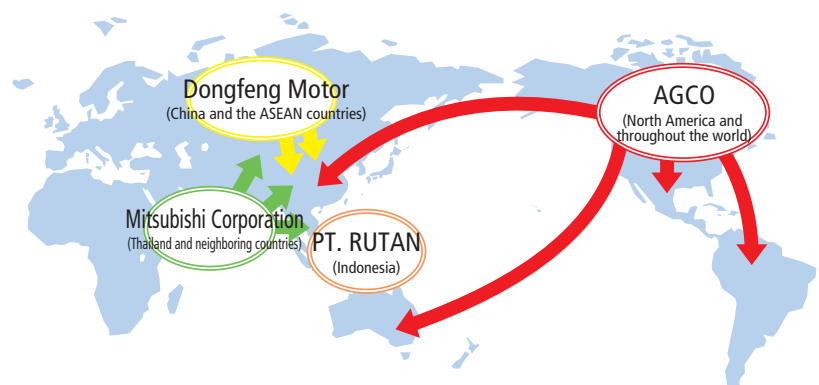 Dongfeng Motor
(China and the ASEAN countries)
AGCO
(North America and
throughout the world)
Mitsubishi Corporation
(Thailand and neighboring countries)
PT. RUTAN
(Indonesia)